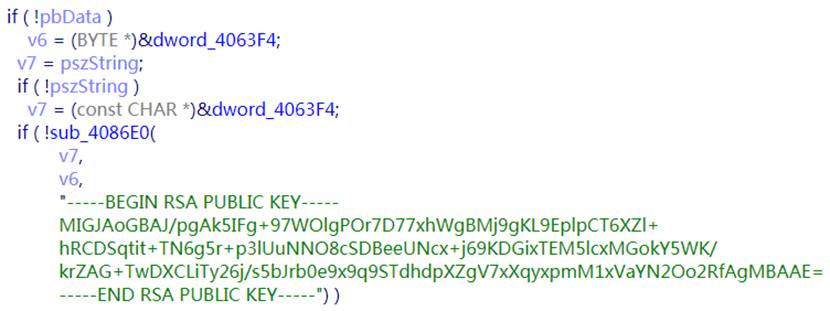 if ( !pbData )
v6 = (BYTE *)&dword_4063F4;
v7 = pszString;
if ( !pszString )
v7 = (const CHAR *)&dword_4063F4;
if ( !sub_4086E0(
v7,
v6,
"-----BEGIN RSA PUBLIC KEY-----
MIGJAoGBAJ/pgAk5IFg+97WOlgPOr7D77xhWgBMj9gKL9EplpCT6XZl+
hRCDSqtit+TN6g5r+p3lUuNNO8cSDBeeUNcx+j69KDGixTEM5lcxMGokY5WK/
krZAG+TwDXCLiTy26j/s5bJrb0e9x9q9STdhdpXZgV7xXqyxpmM1xVaYN2Oo2RfAgMBAAE=
-----END RSA PUBLIC KEY-----") )